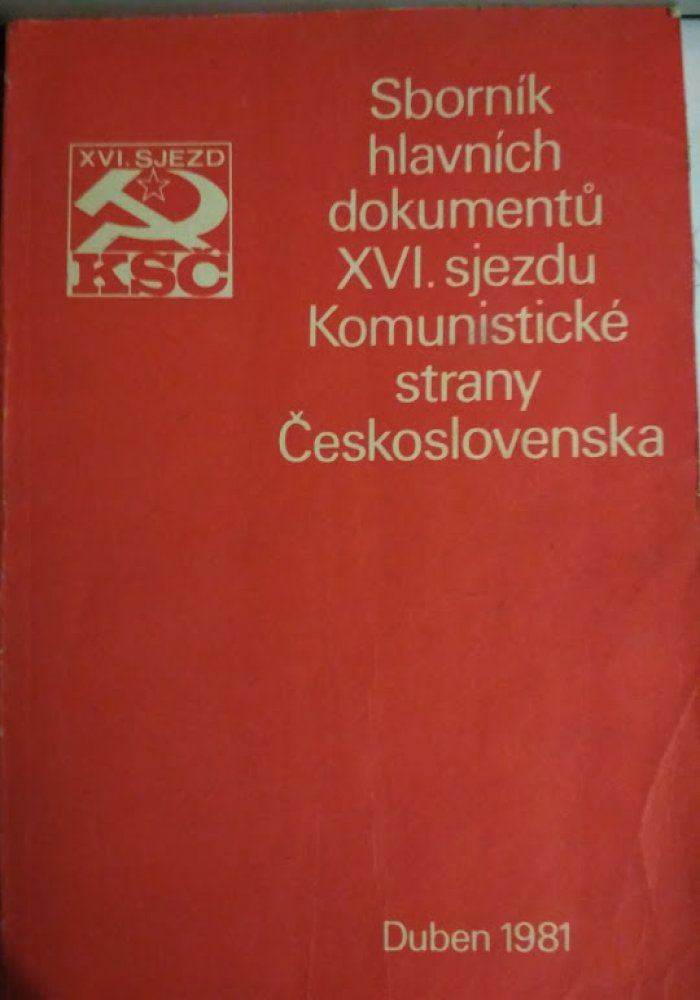 XVI. SJEZD
KSČ
Sborník
hlavních
dokumentů
XVI. sjezdu
Komunistické
strany
Československa
Duben 1981